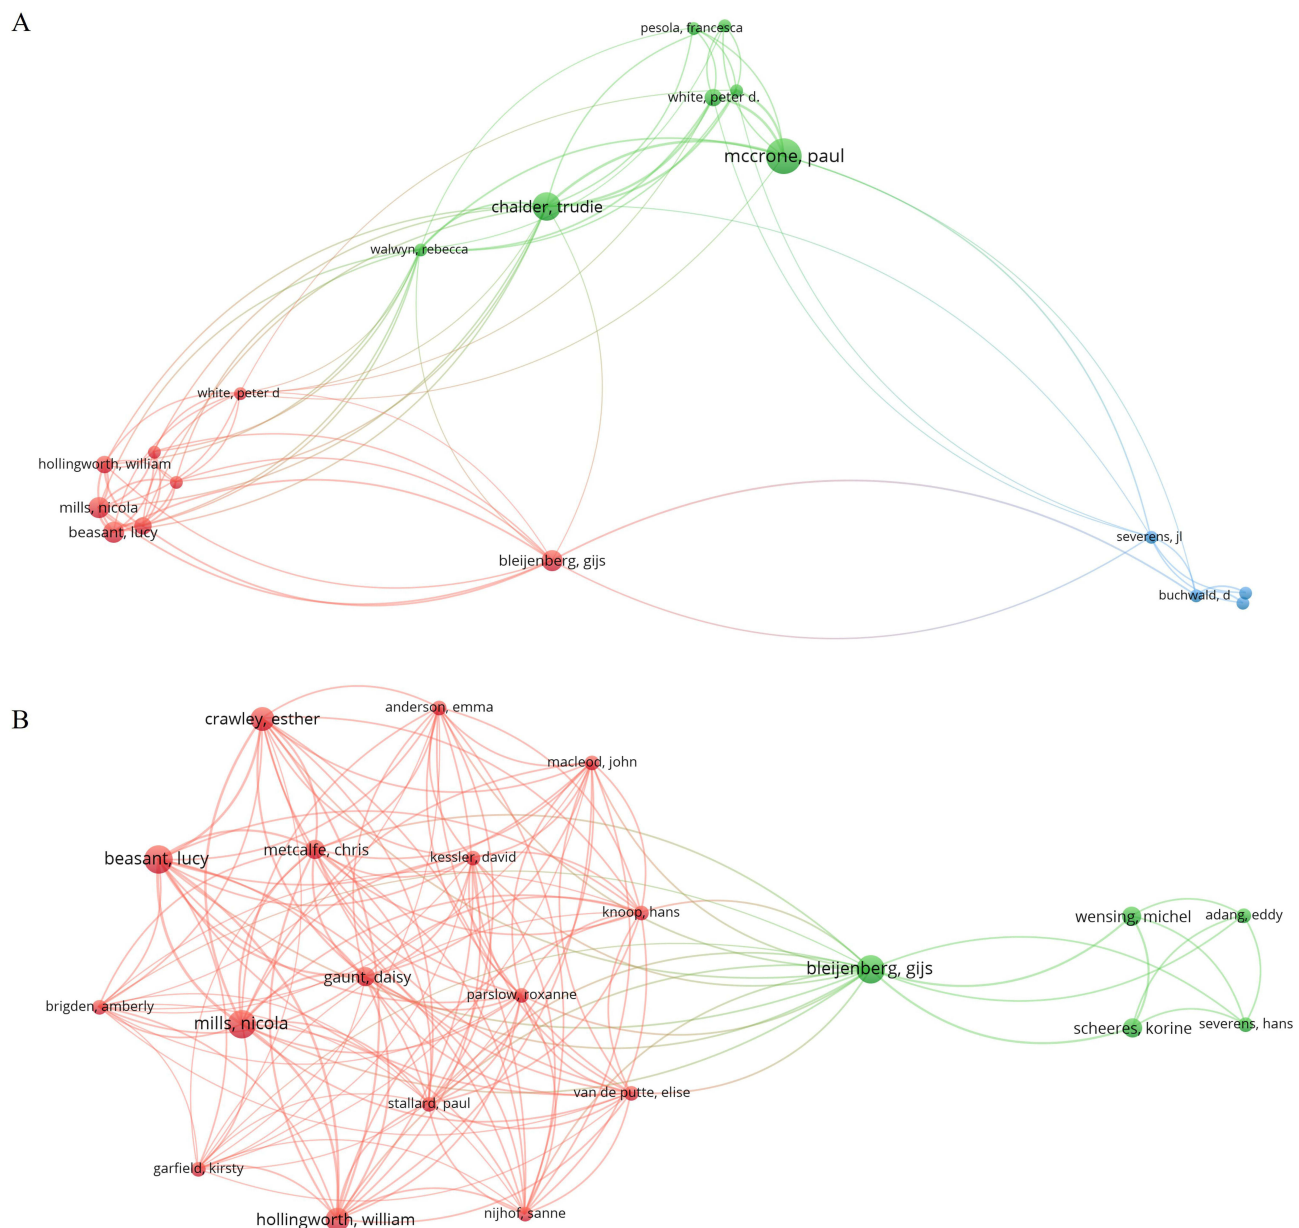 A
pesola, francesca
white, peter d.
mccrone, paul
chalder, trudie
walwyn, rebecca
white, peter d
hollingworth, william
mills, nicola
beasant, lucy
severens, jl
bleijenberg, gijs
buchwald, d
B
anderson, emma
crawley, esther
macleod, john
metcalfe, chris
beasant, lucy
kessler, david
knoop, hans
wensing, michel
adang, eddy
bleijenberg, gijs
gaunt, daisy
parslow, roxanne
brigden, amberly
mills, nicola
scheeres, korine
severens, hans
van de putte, elise
stallard, paul
garfield, kirsty
hollingworth, william
nijhof, sanne